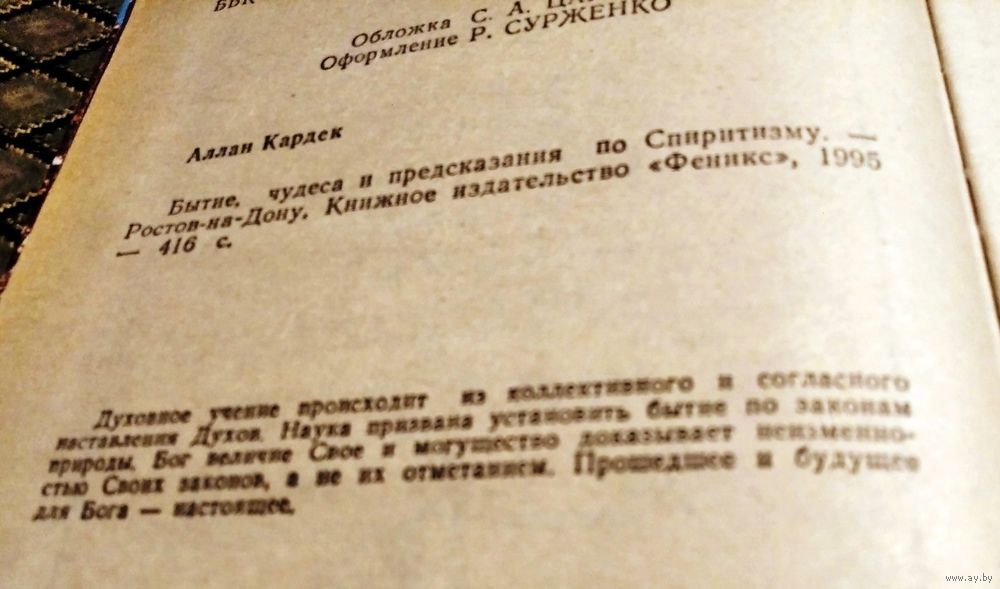 ББК
Обложка С. А.
Оформление Р. СУРЖЕНКО
Аллан Кардек
Бытие, чудеса и предсказания по Спиритизму. —
Ростов-на-Дону, Книжное издательство «Феникс», 1995
— 416 с.
Духовное учение происходит из коллективного и согласного
наставления Духов. Наука призвана установить бытие по законам
природы. Бог величие Свое и могущество доказывает неизменно-
стью Своих законов, а не их отметанием. Прошедшее и будущее
для Бога — настоящее.
www.ay.by